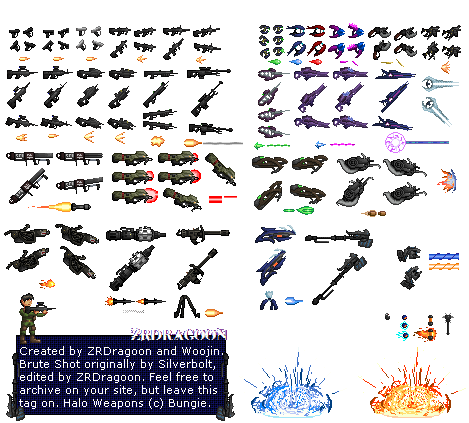 ZRDRAGOON
Created by ZRDragoon and Woojin.
Brute Shot originally by Silverbolt,
edited by ZRDragoon. Feel free to
archive on your site, but leave this
tag on. Halo Weapons (c) Bungie.